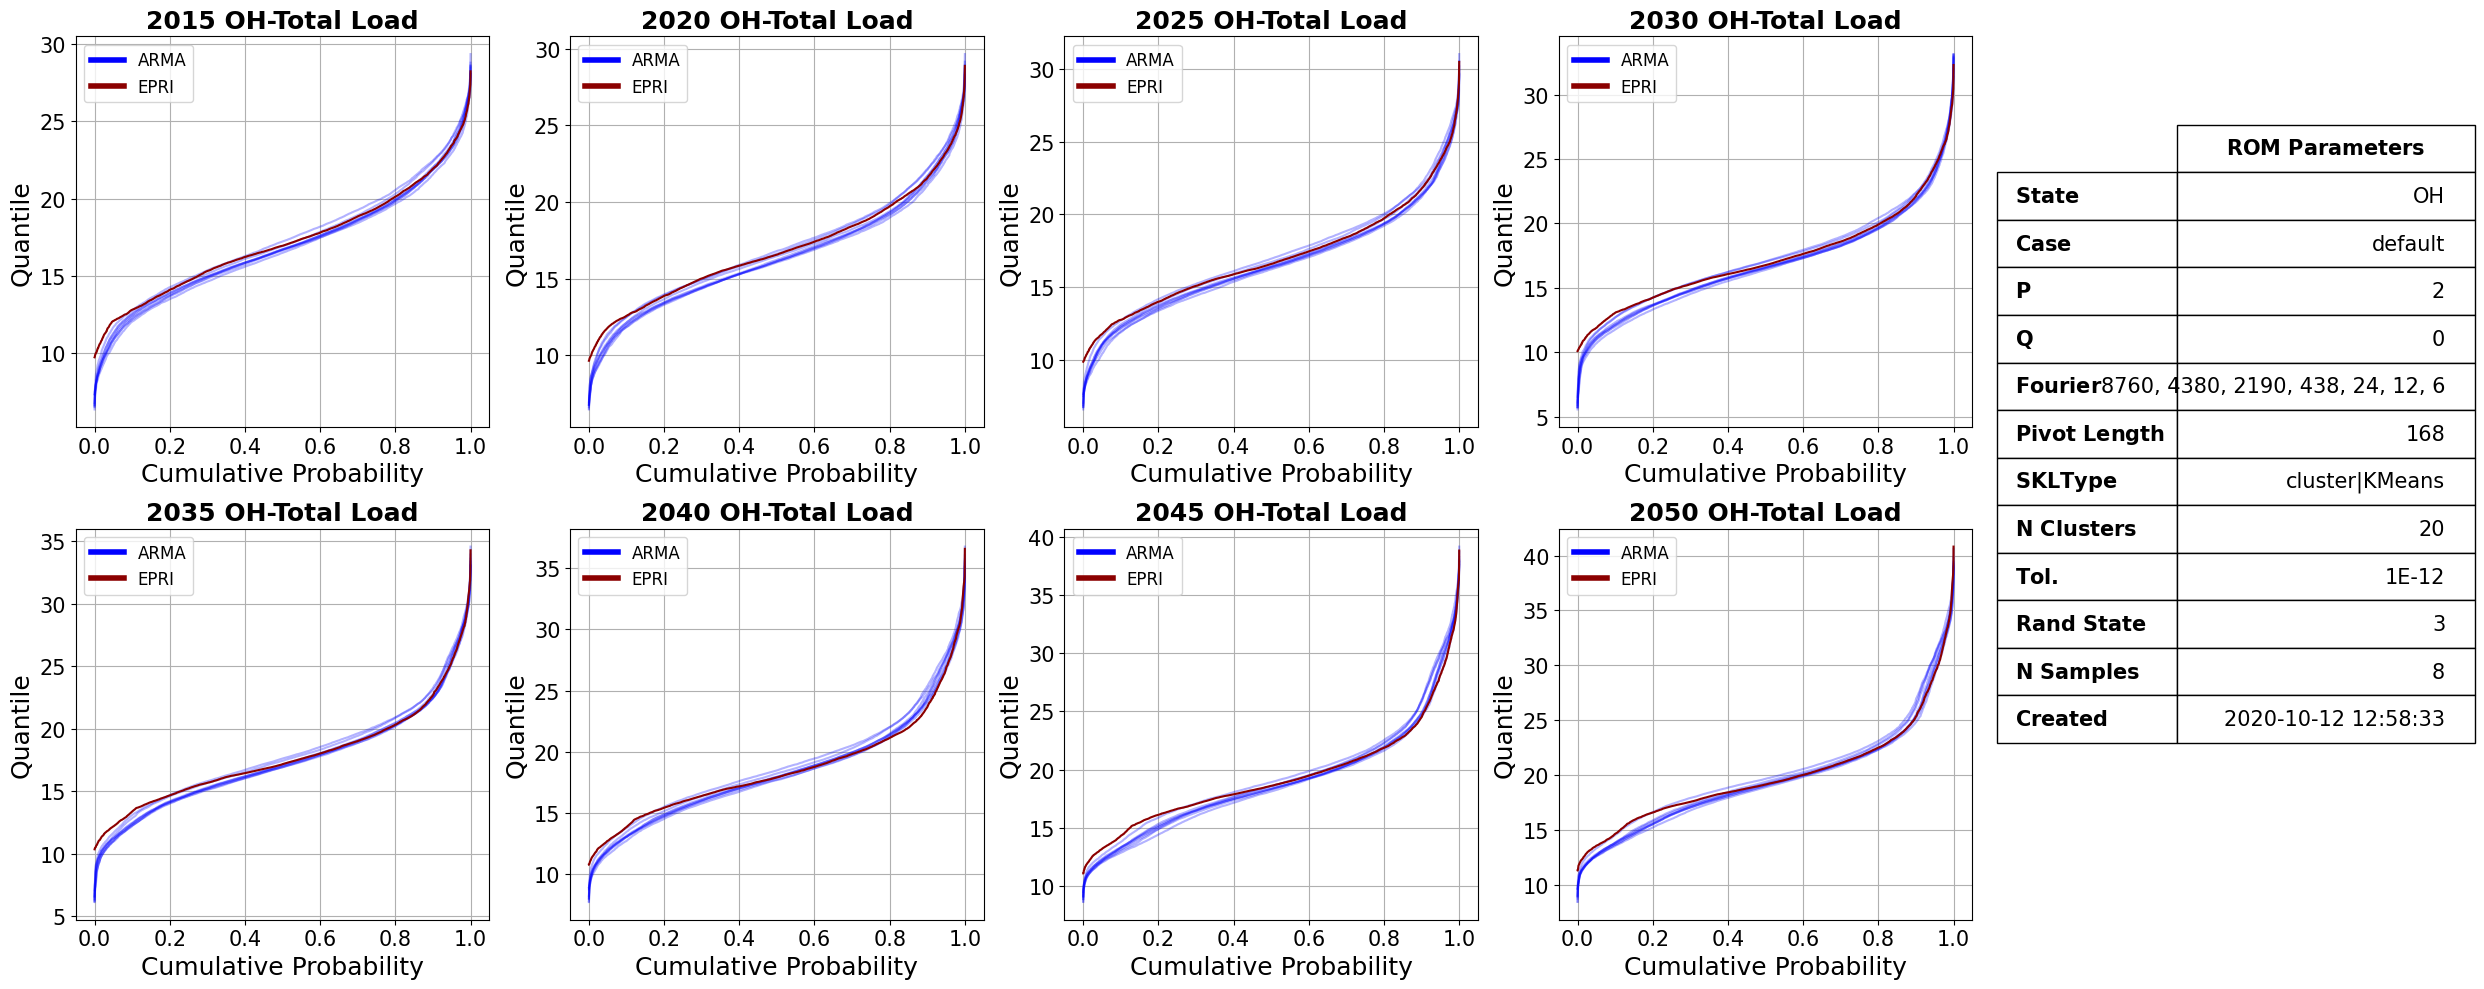 2015 OH-Total Load
2020 OH-Total Load
2025 OH-Total Load
2030 OH-Total Load
30
25
20
15
10
Quantile
ARMA
EPRI
0.0 0.2 0.4 0.6 0.8 1.0
Cumulative Probability
30
25
20
15
10
Quantile
ARMA
EPRI
0.0 0.2 0.4 0.6 0.8 1.0
Cumulative Probability
30
25
20
15
10
Quantile
ARMA
EPRI
0.0 0.2 0.4 0.6 0.8 1.0
Cumulative Probability
30
25
20
15
10
5
Quantile
ARMA
EPRI
0.0 0.2 0.4 0.6 0.8 1.0
Cumulative Probability
2035 OH-Total Load
2040 OH-Total Load
2045 OH-Total Load
2050 OH-Total Load
35
30
25
20
15
10
5
Quantile
ARMA
EPRI
0.0 0.2 0.4 0.6 0.8 1.0
Cumulative Probability
35
30
25
20
15
10
Quantile
ARMA
EPRI
0.0 0.2 0.4 0.6 0.8 1.0
Cumulative Probability
40
35
30
25
20
15
10
Quantile
ARMA
EPRI
0.0 0.2 0.4 0.6 0.8 1.0
Cumulative Probability
40
35
30
25
20
15
10
Quantile
ARMA
EPRI
0.0 0.2 0.4 0.6 0.8 1.0
Cumulative Probability
ROM Parameters
State OH
Case default
P 2
Q 0
Fourier 8760, 4380, 2190, 438, 24, 12, 6
Pivot Length 168
SKLType cluster|KMeans
N Clusters 20
Tol. 1E-12
Rand State 3
N Samples 8
Created 2020-10-12 12:58:33